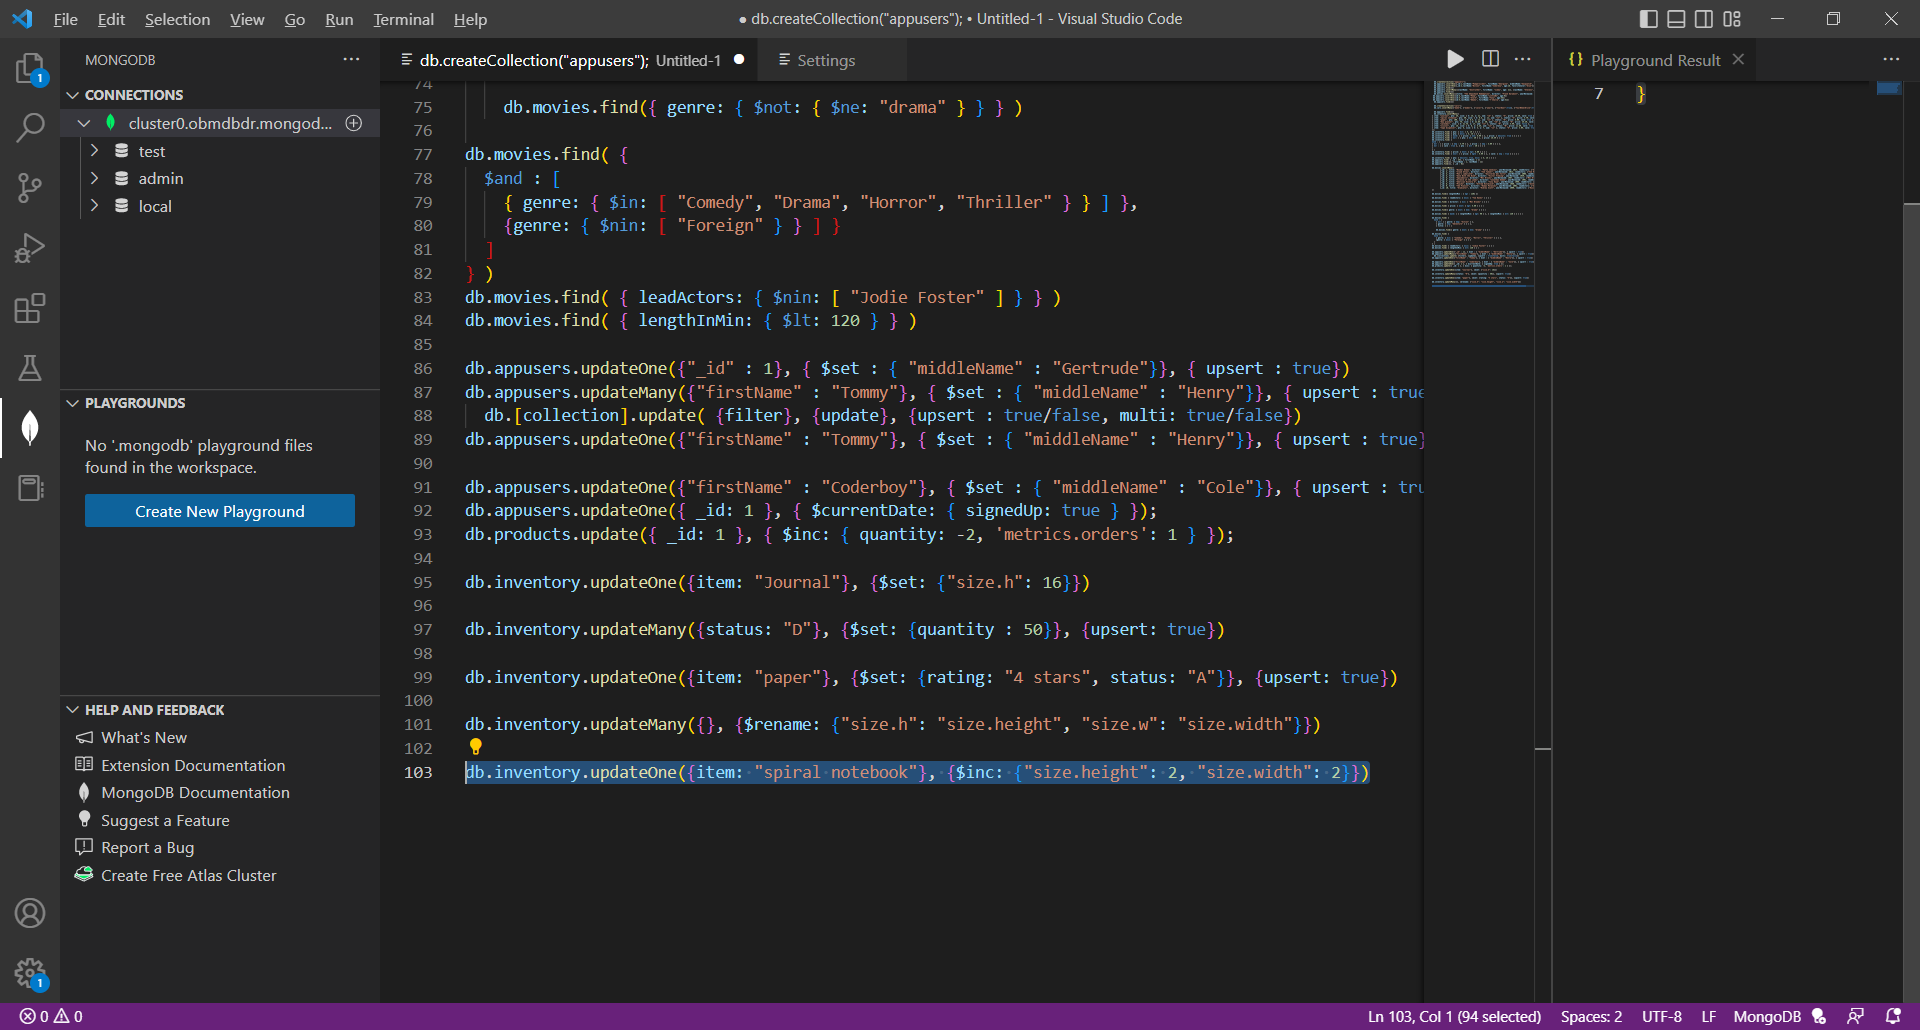 File Edit Selection View Go Run Terminal Help
● db.createCollection("appusers"); • Untitled-1 - Visual Studio Code
MONGODB
CONNECTIONS
cluster0.obmdbdr.mongod...
test
admin
local
PLAYGROUNDS
No '.mongodb' playground files
found in the workspace.
Create New Playground
HELP AND FEEDBACK
What's New
Extension Documentation
MongoDB Documentation
Suggest a Feature
Report a Bug
Create Free Atlas Cluster
1
1
db.createCollection("appusers"); Untitled-1 ●
Settings
74
75 db.movies.find({ genre: { $not: { $ne: "drama" } } } )
76
77 db.movies.find( {
78 $and : [
79 { genre: { $in: [ "Comedy", "Drama", "Horror", "Thriller" } } ] },
80 {genre: { $nin: [ "Foreign" } } ] }
81 ]
82 } )
83 db.movies.find( { leadActors: { $nin: [ "Jodie Foster" ] } } )
84 db.movies.find( { lengthInMin: { $lt: 120 } } )
85
86 db.appusers.updateOne({"_id" : 1}, { $set : { "middleName" : "Gertrude"}}, { upsert : true})
87 db.appusers.updateMany({"firstName" : "Tommy"}, { $set : { "middleName" : "Henry"}}, { upsert : true
88 db.[collection].update( {filter}, {update}, {upsert : true/false, multi: true/false})
89 db.appusers.updateOne({"firstName" : "Tommy"}, { $set : { "middleName" : "Henry"}}, { upsert : true}
90
91 db.appusers.updateOne({"firstName" : "Coderboy"}, { $set : { "middleName" : "Cole"}}, { upsert : tru
92 db.appusers.updateOne({ _id: 1 }, { $currentDate: { signedUp: true } });
93 db.products.update({ _id: 1 }, { $inc: { quantity: -2, 'metrics.orders': 1 } });
94
95 db.inventory.updateOne({item: "Journal"}, {$set: {"size.h": 16}})
96
97 db.inventory.updateMany({status: "D"}, {$set: {quantity : 50}}, {upsert: true})
98
99 db.inventory.updateOne({item: "paper"}, {$set: {rating: "4 stars", status: "A"}}, {upsert: true})
100
101 db.inventory.updateMany({}, {$rename: {"size.h": "size.height", "size.w": "size.width"}})
102
103 db.inventory.updateOne({item: "spiral notebook"}, {$inc: {"size.height": 2, "size.width": 2}})
{} Playground Result
7 }
0 0
Ln 103, Col 1 (94 selected) Spaces: 2 UTF-8 LF MongoDB